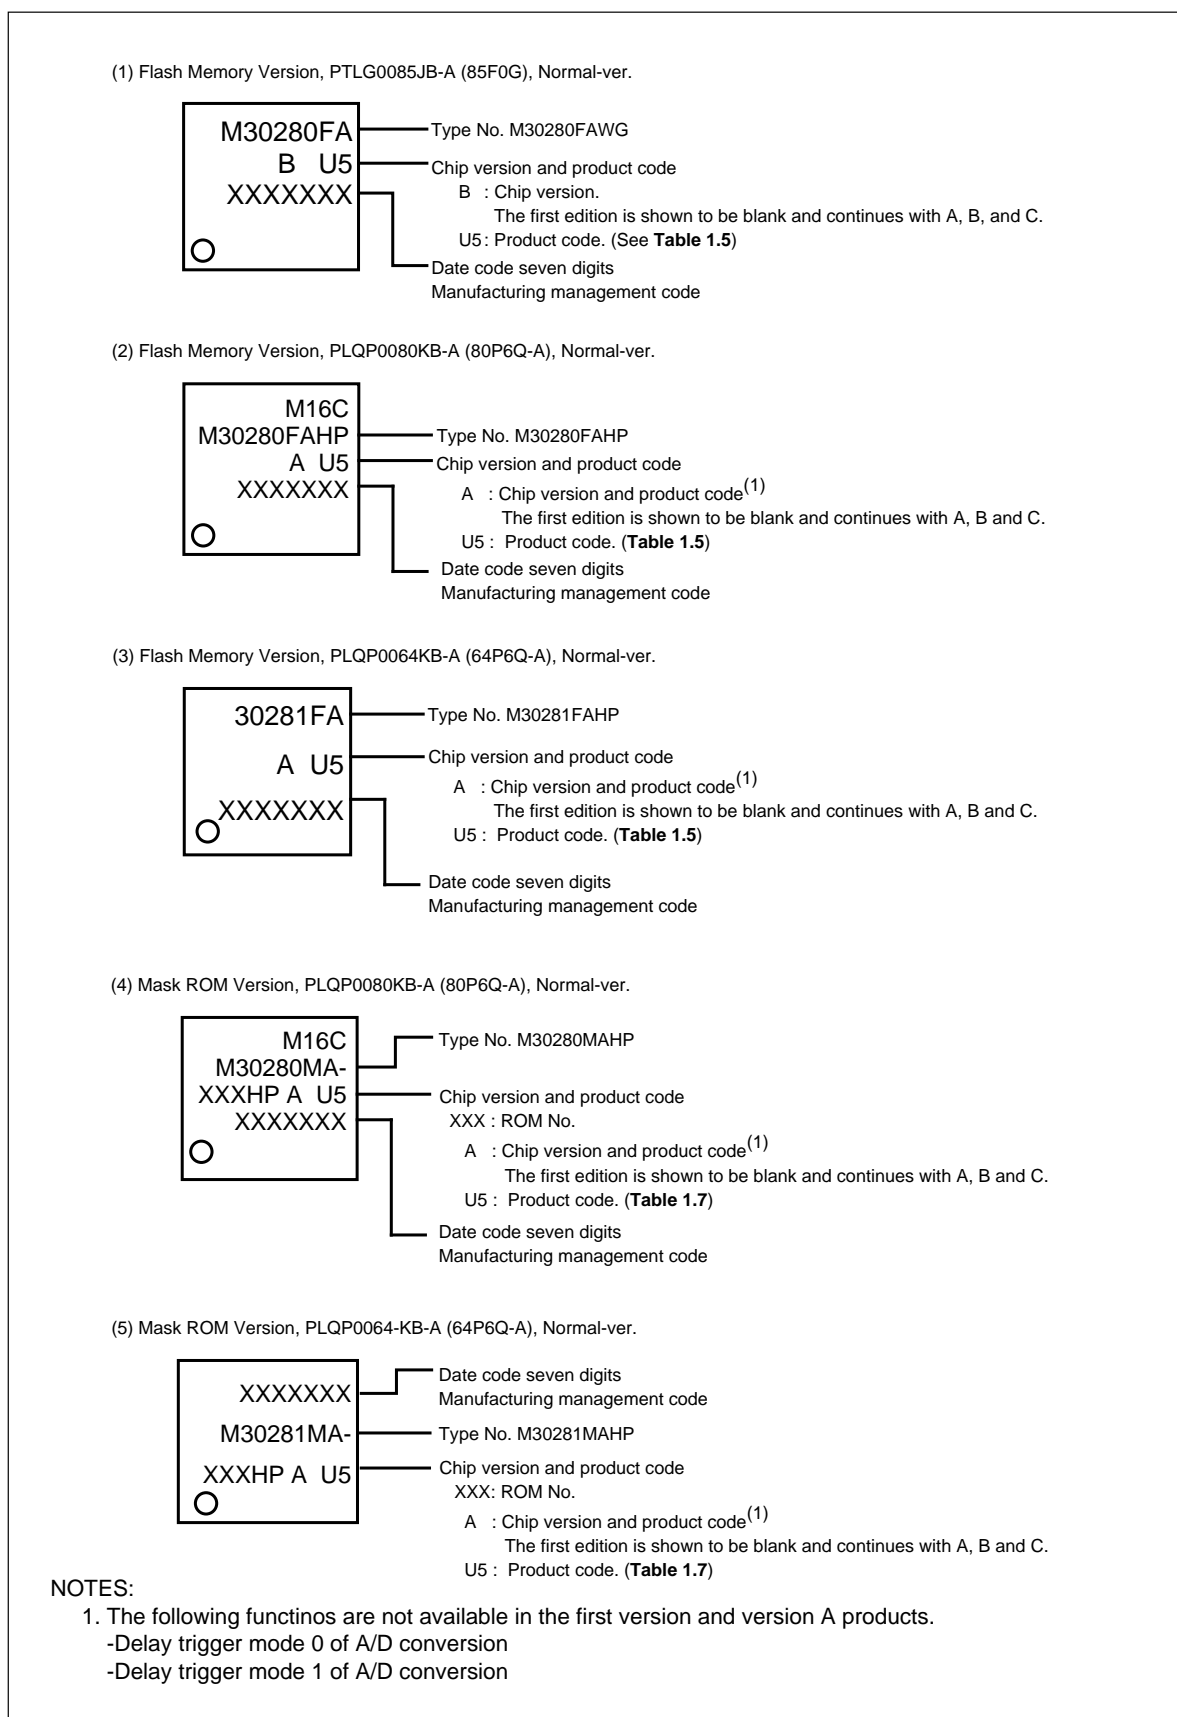 (1) Flash Memory Version, PTLG0085JB-A (85F0G), Normal-ver.
M30280FA
B U5
XXXXXXX
Type No. M30280FAWG
Chip version and product code
B : Chip version.
The first edition is shown to be blank and continues with A, B, and C.
U5 : Product code. (See Table 1.5)
Date code seven digits
Manufacturing management code
(2) Flash Memory Version, PLQP0080KB-A (80P6Q-A), Normal-ver.
M16C
M30280FAHP
A U5
XXXXXXX
Type No. M30280FAHP
Chip version and product code
A : Chip version and product code(1)
The first edition is shown to be blank and continues with A, B and C.
U5 : Product code. (Table 1.5)
Date code seven digits
Manufacturing management code
(3) Flash Memory Version, PLQP0064KB-A (64P6Q-A), Normal-ver.
30281FA
A U5
XXXXXXX
Type No. M30281FAHP
Chip version and product code
A : Chip version and product code(1)
The first edition is shown to be blank and continues with A, B and C.
U5 : Product code. (Table 1.5)
Date code seven digits
Manufacturing management code
(4) Mask ROM Version, PLQP0080KB-A (80P6Q-A), Normal-ver.
M16C
M30280MA-
XXXHP A U5
XXXXXXX
Type No. M30280MAHP
Chip version and product code
XXX : ROM No.
A : Chip version and product code(1)
The first edition is shown to be blank and continues with A, B and C.
U5 : Product code. (Table 1.7)
Date code seven digits
Manufacturing management code
(5) Mask ROM Version, PLQP0064-KB-A (64P6Q-A), Normal-ver.
XXXXXXX
M30281MA-
XXXHP A U5
Date code seven digits
Manufacturing management code
Type No. M30281MAHP
Chip version and product code
XXX: ROM No.
A : Chip version and product code(1)
The first edition is shown to be blank and continues with A, B and C.
U5 : Product code. (Table 1.7)
NOTES:
1. The following functinos are not available in the first version and version A products.
-Delay trigger mode 0 of A/D conversion
-Delay trigger mode 1 of A/D conversion